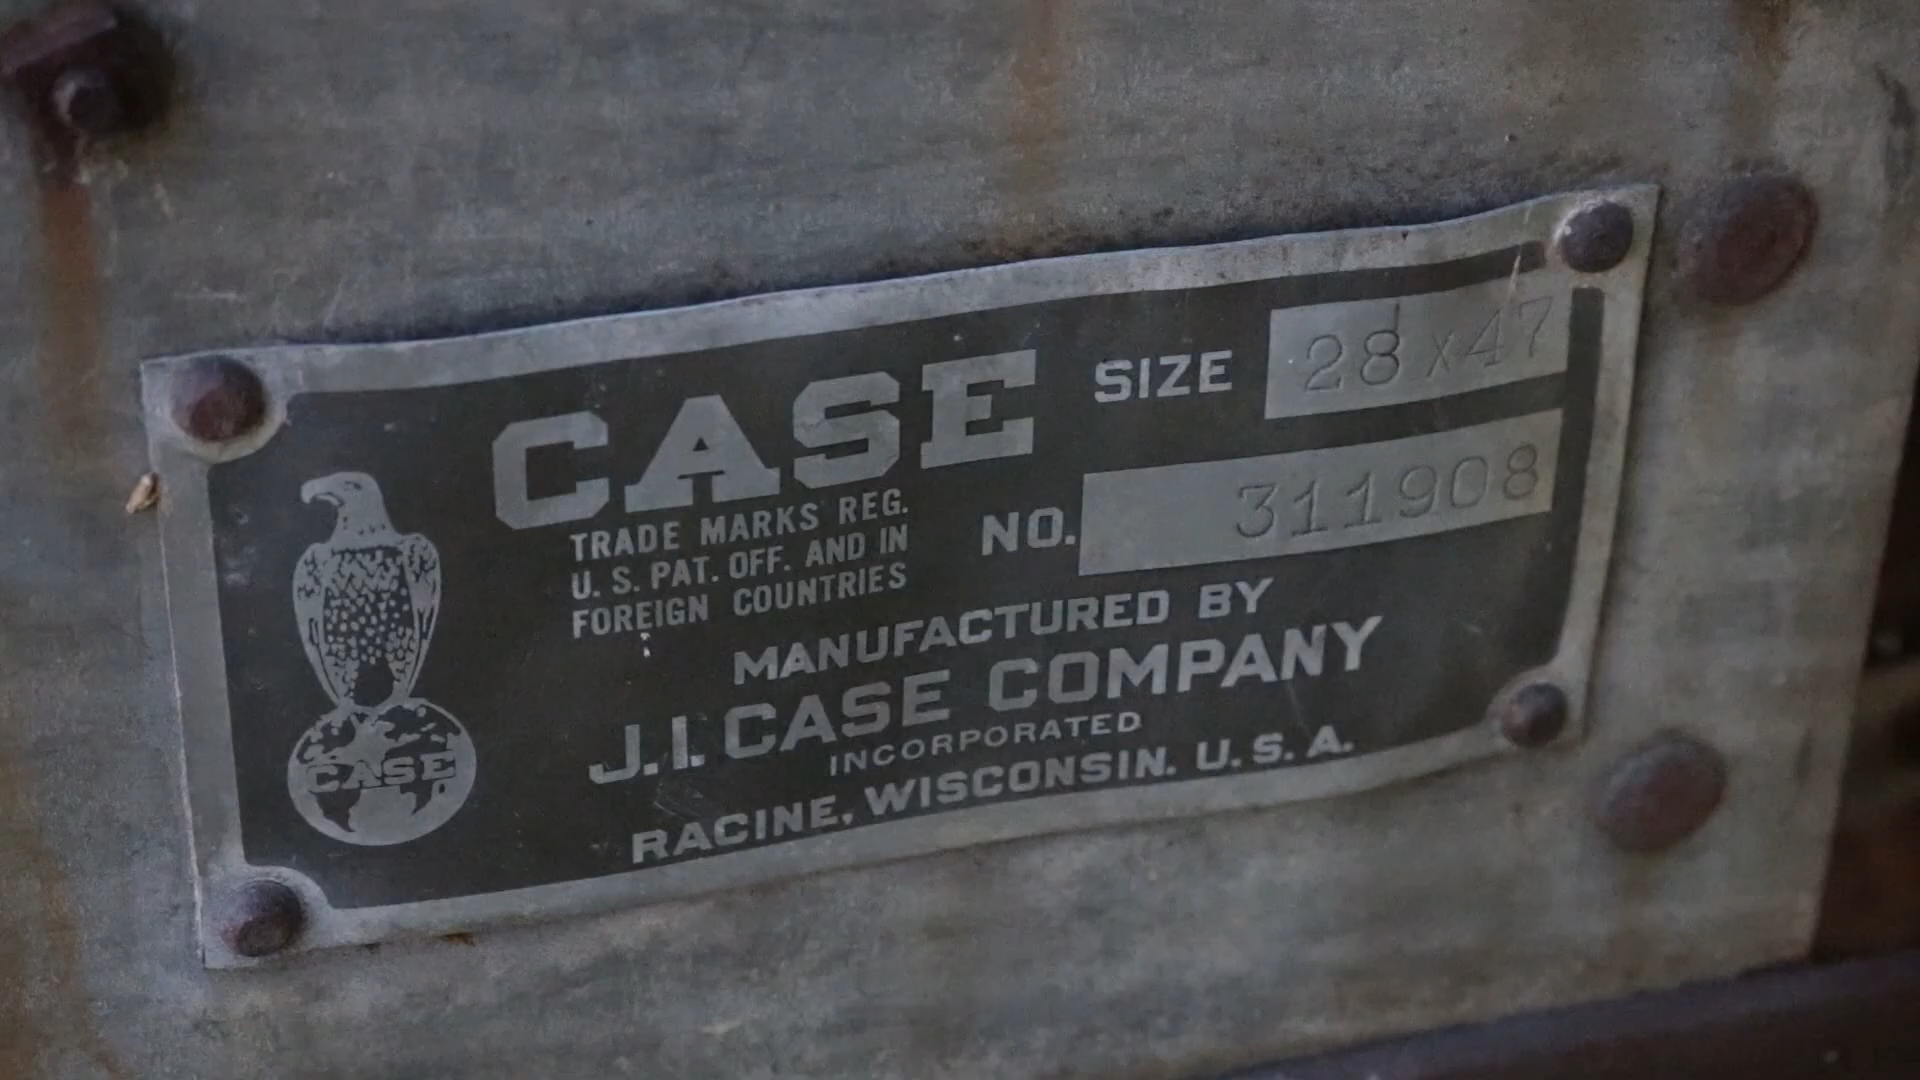 CASE
SIZE 28x47
TRADE MARKS REG.
U. S. PAT. OFF. AND IN
FOREIGN COUNTRIES
NO. 311908
MANUFACTURED BY
J.I. CASE COMPANY
INCORPORATED
RACINE, WISCONSIN. U. S. A.
CASE